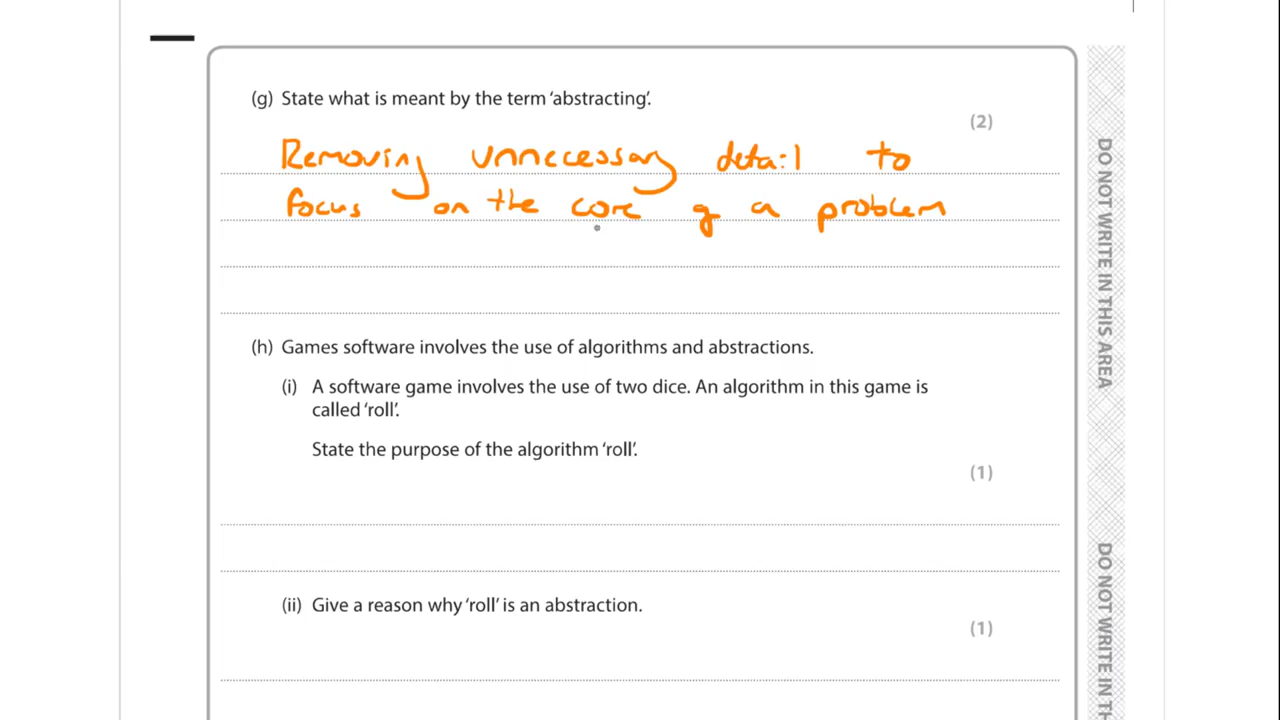 (g) State what is meant by the term ‘abstracting’.
(2)
Removing unnecessary detail to
focus on the core of a problem
(h) Games software involves the use of algorithms and abstractions.
(i) A software game involves the use of two dice. An algorithm in this game is
called ‘roll’.
State the purpose of the algorithm ‘roll’.
(1)
(ii) Give a reason why ‘roll’ is an abstraction.
(1)
DO NOT WRITE IN THIS AREA
DO NOT WRITE IN TH